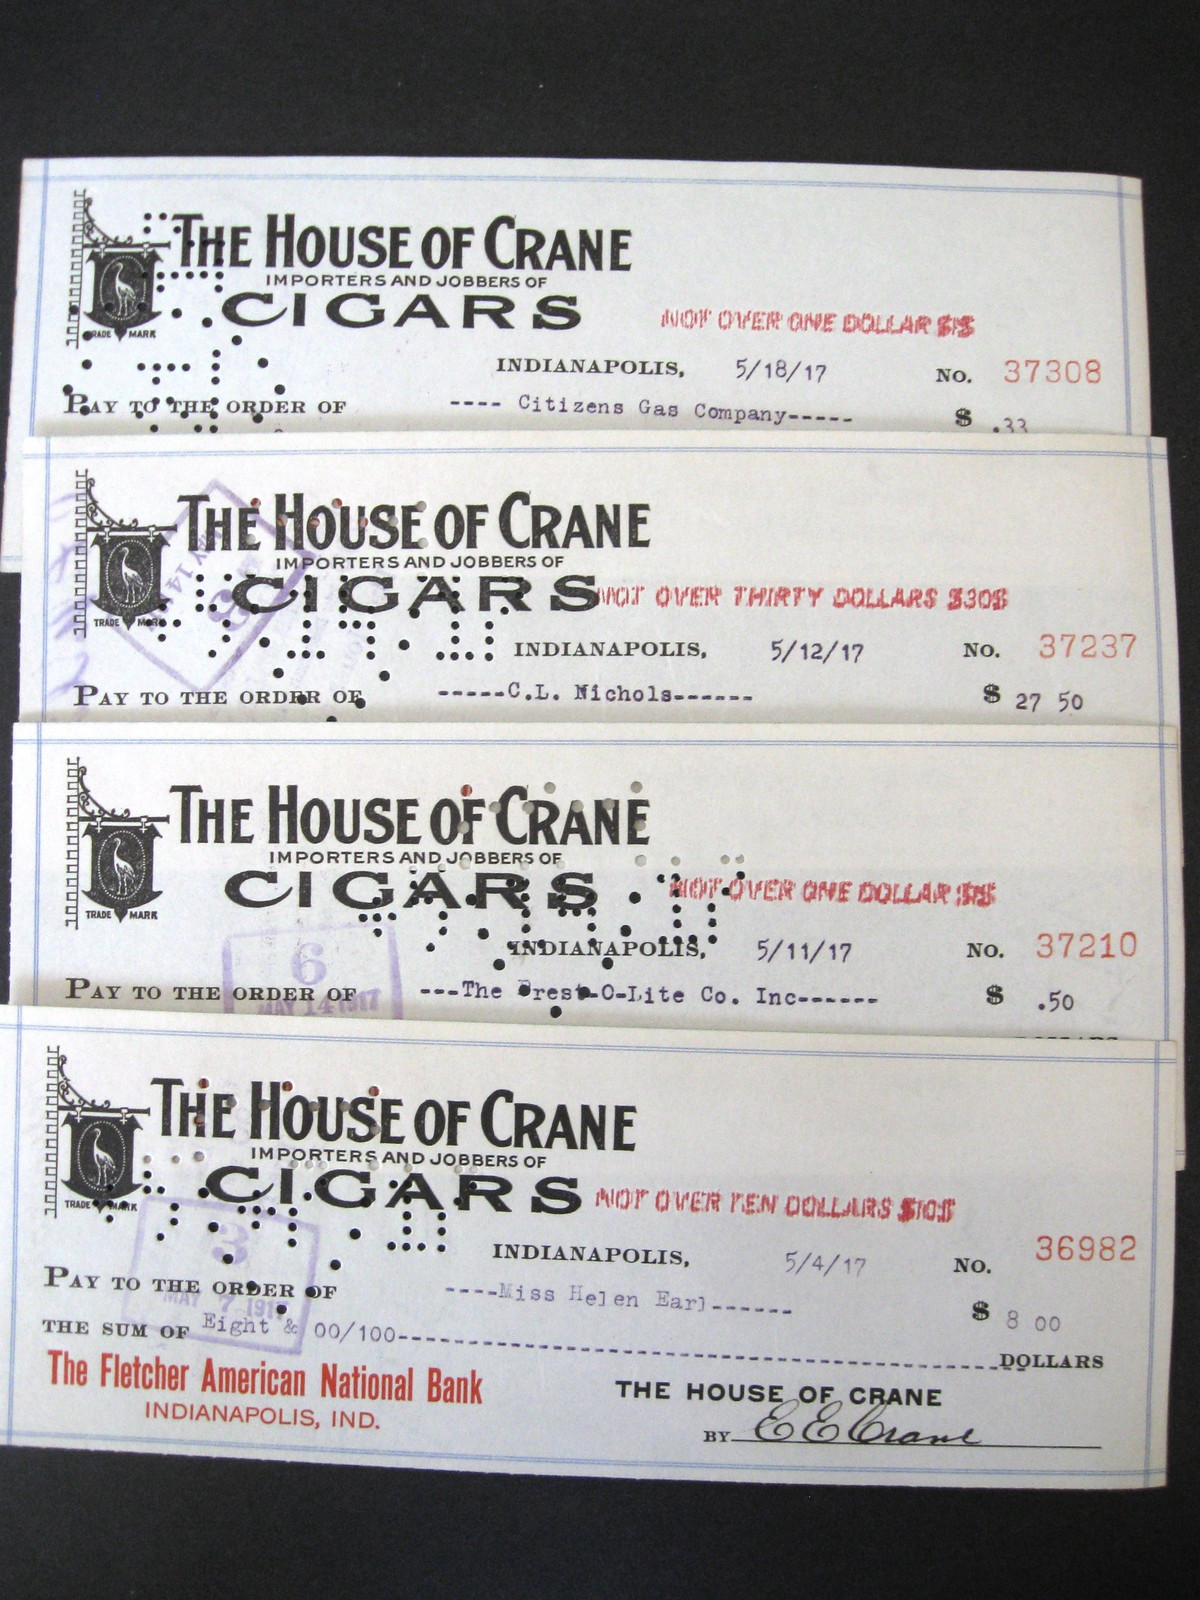 THE HOUSE OF CRANE
IMPORTERS AND JOBBERS OF
CIGARS
TRADE MARK
NOT OVER ONE DOLLAR $1$
INDIANAPOLIS, 5/18/17 No. 37308
PAY TO THE ORDER OF ---- Citizens Gas Company----- $ .33
THE HOUSE OF CRANE
IMPORTERS AND JOBBERS OF
CIGARS
TRADE MARK
NOT OVER THIRTY DOLLARS $30$
MAY 14
INDIANAPOLIS, 5/12/17 No. 37237
PAY TO THE ORDER OF -----C.L. Nichols------ $ 27 50
THE HOUSE OF CRANE
IMPORTERS AND JOBBERS OF
CIGARS
TRADE MARK
NOT OVER ONE DOLLAR $1$
INDIANAPOLIS, 5/11/17 No. 37210
6
MAY 14 1917
PAY TO THE ORDER OF ---The Prest-O-Lite Co. Inc------ $ .50
THE HOUSE OF CRANE
IMPORTERS AND JOBBERS OF
CIGARS
TRADE MARK
NOT OVER TEN DOLLARS $10$
INDIANAPOLIS, 5/4/17 No. 36982
3
MAY 7 1917
PAY TO THE ORDER OF ----Miss Helen Earl------ $ 8 00
THE SUM OF Eight & 00/100------------------------------DOLLARS
The Fletcher American National Bank
INDIANAPOLIS, IND.
THE HOUSE OF CRANE
BY E E Crane